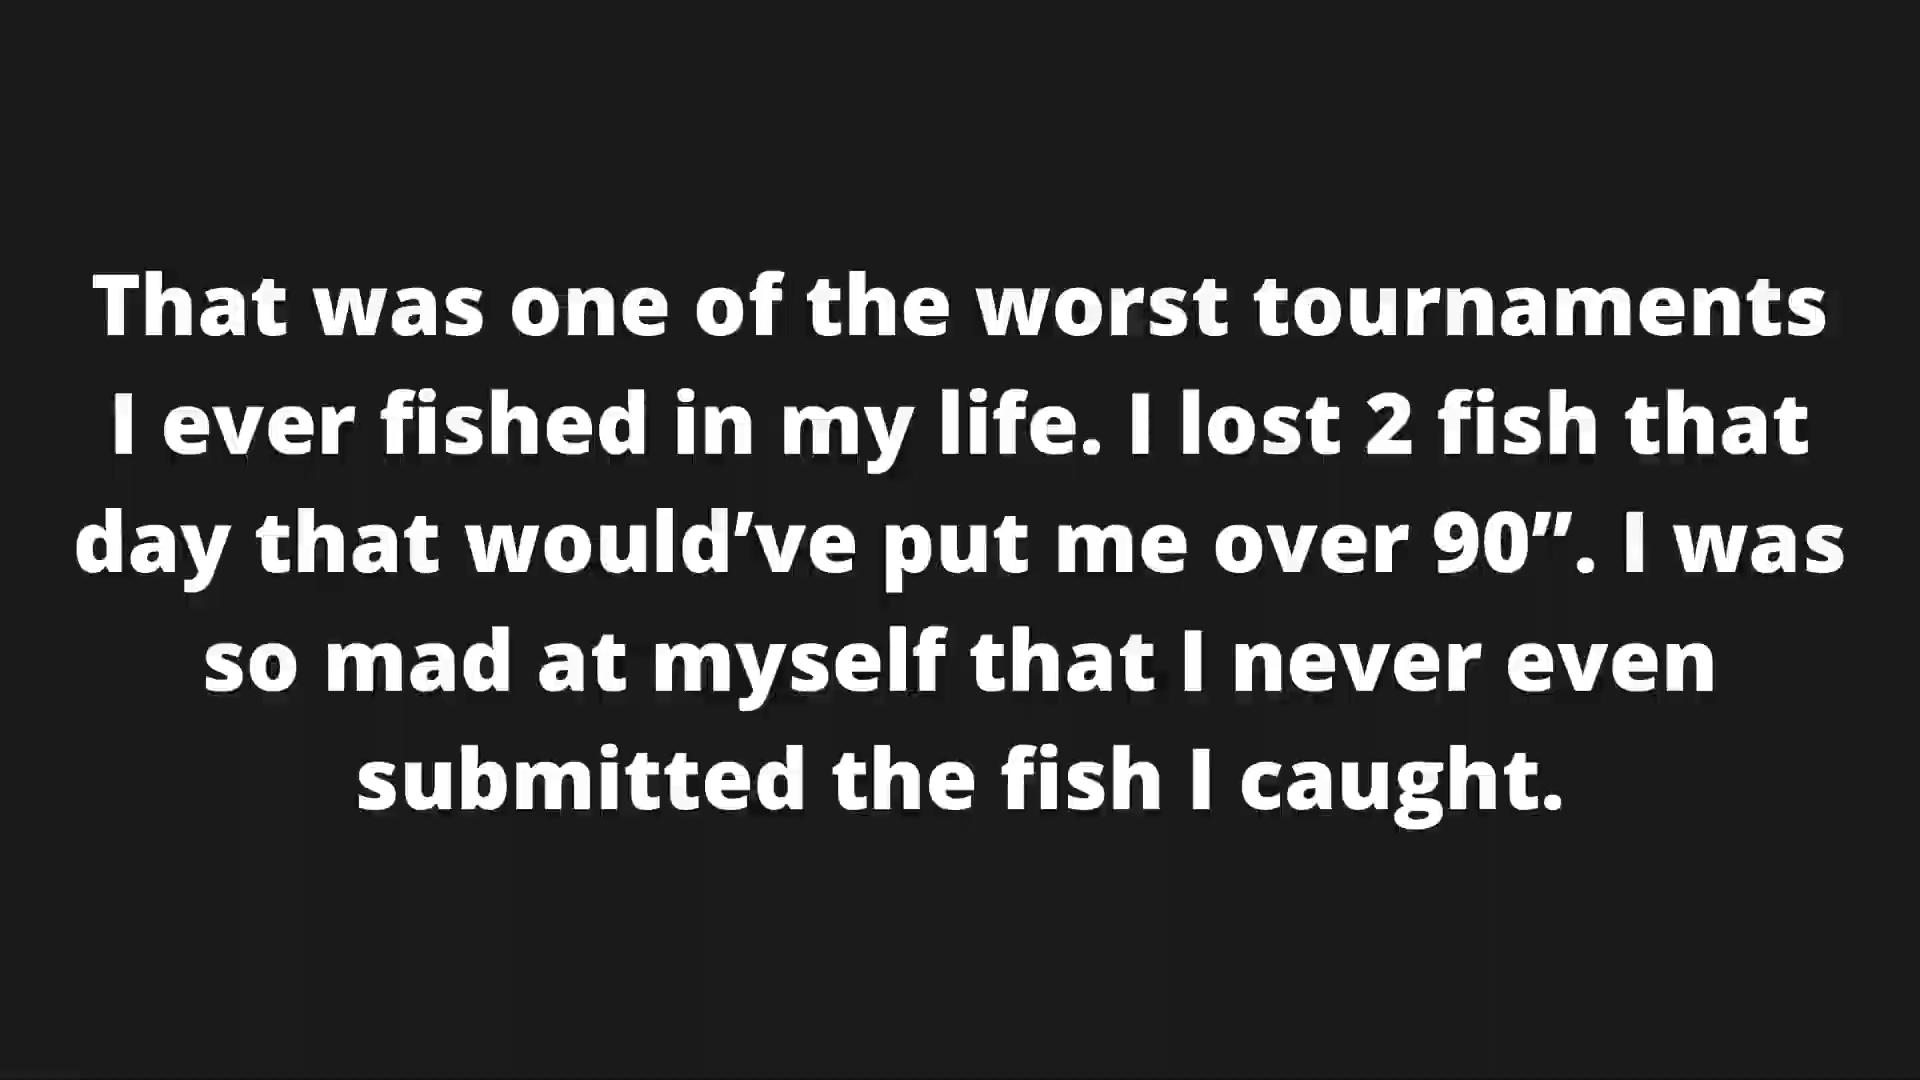 That was one of the worst tournaments
I ever fished in my life. I lost 2 fish that
day that would’ve put me over 90”. I was
so mad at myself that I never even
submitted the fish I caught.